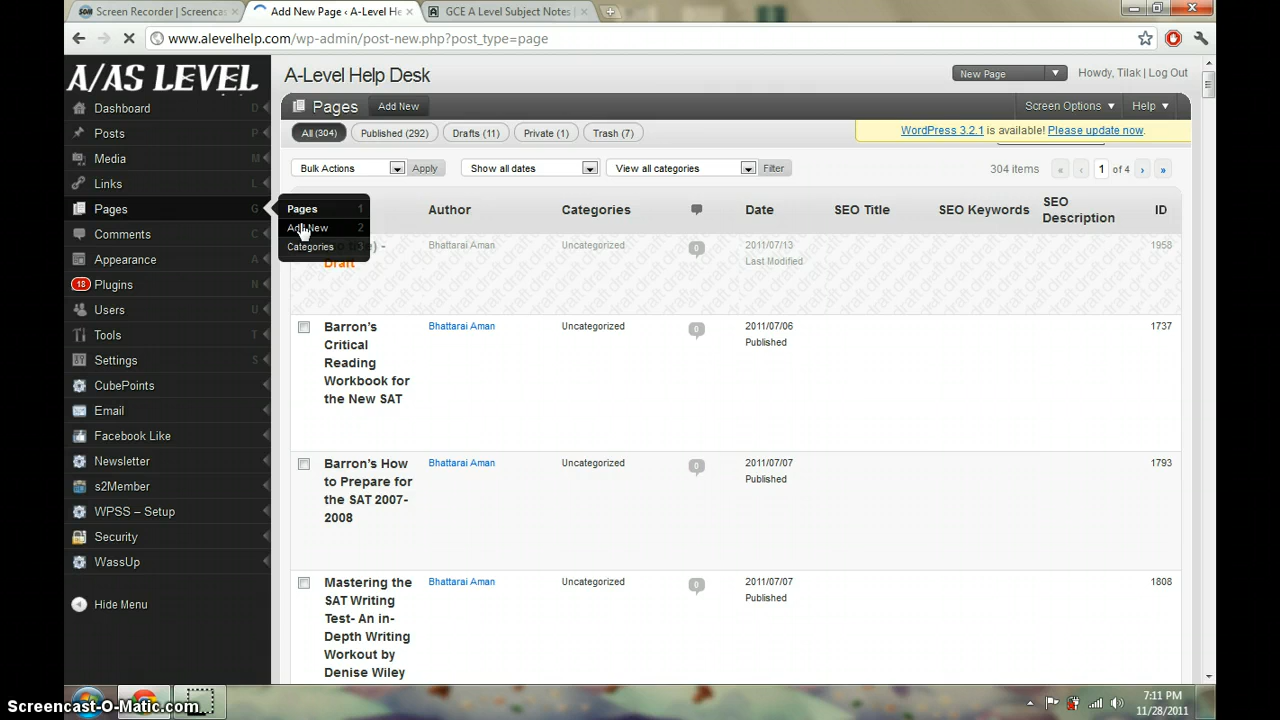 Screen Recorder | Screencas
Add New Page ‹ A-Level He
GCE A Level Subject Notes |
www.alevelhelp.com/wp-admin/post-new.php?post_type=page
A/AS LEVEL
A-Level Help Desk
New Page
Howdy, Tilak | Log Out
Dashboard D
Posts P
Media M
Links L
Pages G
Comments C
Appearance A
18 Plugins N
Users U
Tools T
Settings S
CubePoints
Email
Facebook Like
Newsletter
s2Member
WPSS – Setup
Security
WassUp
Hide Menu
Pages Add New
Screen Options Help
All (304) Published (292) Drafts (11) Private (1) Trash (7)
WordPress 3.2.1 is available! Please update now.
Bulk Actions Apply Show all dates View all categories Filter
304 items « ‹ 1 of 4 › »
Pages 1
Add New 2
Categories
Author Categories Date SEO Title SEO Keywords SEO Description ID
Draft
Bhattarai Aman Uncategorized 0 2011/07/13 1958
Last Modified
Barron's Bhattarai Aman Uncategorized 0 2011/07/06 1737
Critical Published
Reading
Workbook for
the New SAT
Barron's How Bhattarai Aman Uncategorized 0 2011/07/07 1793
to Prepare for Published
the SAT 2007-
2008
Mastering the Bhattarai Aman Uncategorized 0 2011/07/07 1808
SAT Writing Published
Test- An in-
Depth Writing
Workout by
Denise Wiley
Screencast-O-Matic.com
7:11 PM
11/28/2011